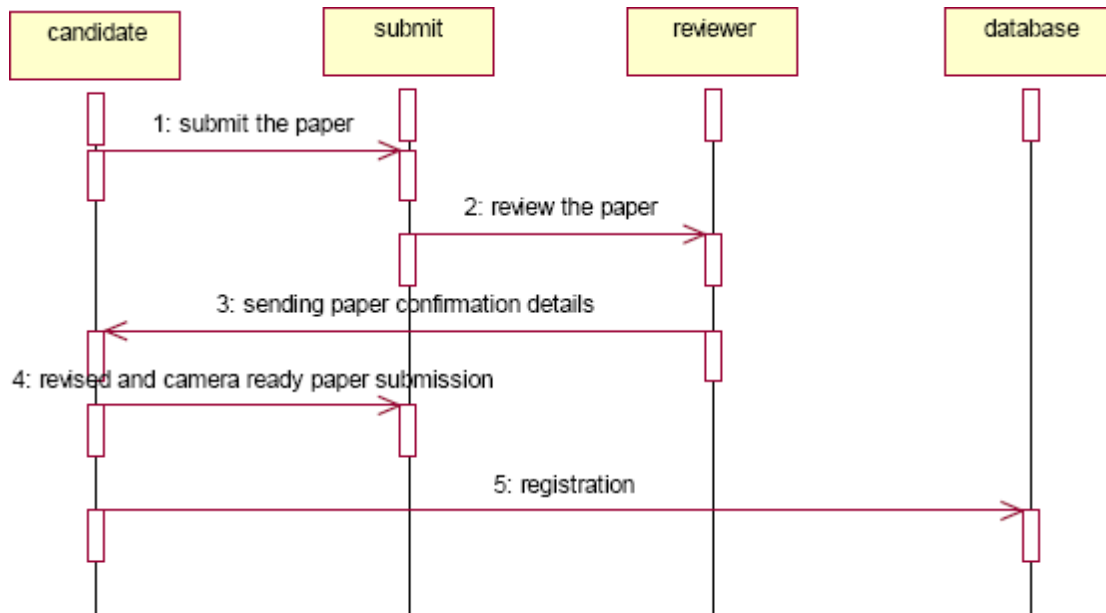 candidate
submit
reviewer
database
1: submit the paper
2: review the paper
3: sending paper confirmation details
4: revised and camera ready paper submission
5: registration